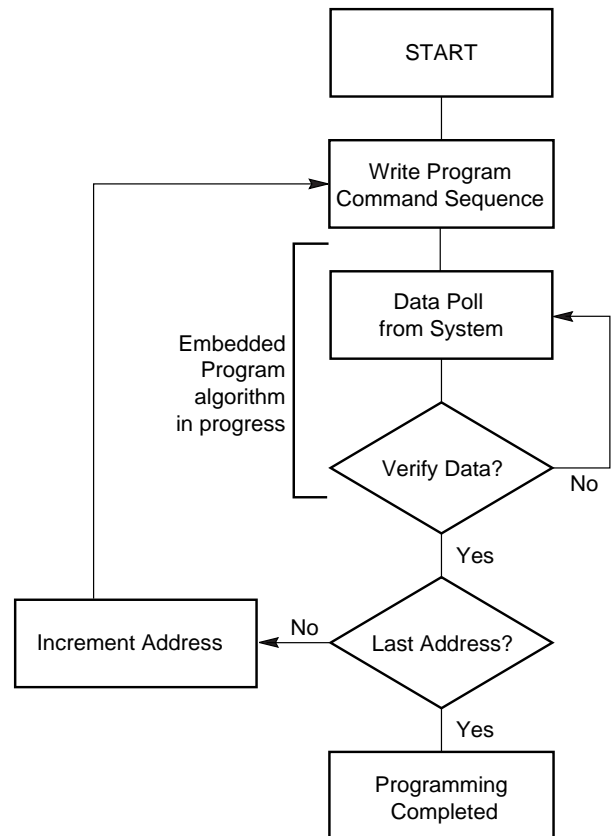 START
Write Program
Command Sequence
Data Poll
from System
Embedded
Program
algorithm
in progress
Verify Data?
No
Yes
Increment Address
No
Last Address?
Yes
Programming
Completed